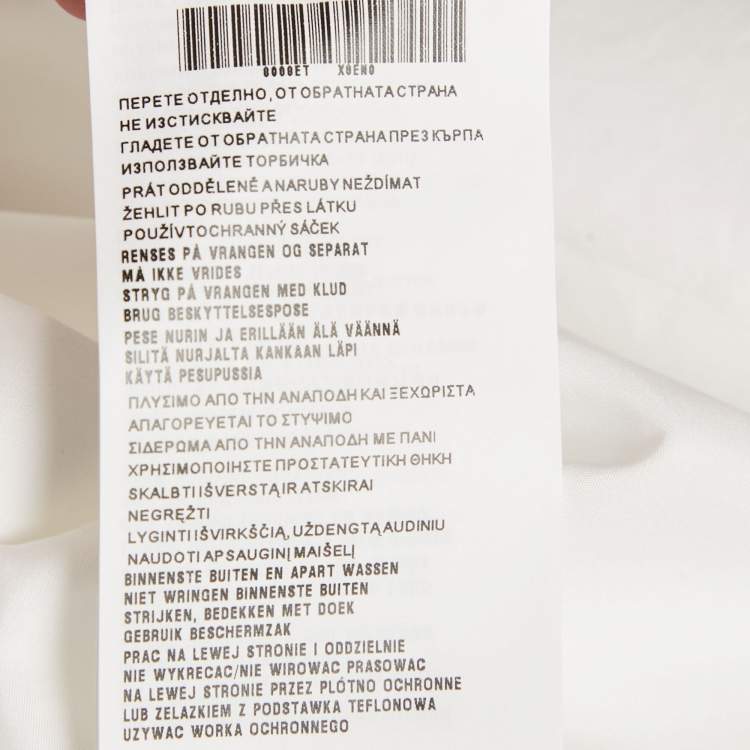 8009ET X9EN0
ПЕРЕТЕ ОТДЕЛНО, ОТ ОБРАТНАТА СТРАНА
НЕ ИЗСТИСКВАЙТЕ
ГЛАДЕТЕ ОТ ОБРАТНАТА СТРАНА ПРЕЗ КЪРПА
ИЗПОЛЗВАЙТЕ ТОРБИЧКА
PRÁT ODDĚLENĚ A NARUBY NEŽDÍMAT
ŽEHLIT PO RUBU PŘES LÁTKU
POUŽÍVTOCHRANNÝ SÁČEK
RENSES PÅ VRANGEN OG SEPARAT
MÅ IKKE VRIDES
STRYG PÅ VRANGEN MED KLUD
BRUG BESKYTTELSESPOSE
PESE NURIN JA ERILLÄÄN ÄLÄ VÄÄNNÄ
SILITÄ NURJALTA KANKAAN LÄPI
KÄYTÄ PESUPUSSIA
ΠΛΥΣΙΜΟ ΑΠΟ ΤΗΝ ΑΝΑΠΟΔΗ ΚΑΙ ΞΕΧΩΡΙΣΤΑ
ΑΠΑΓΟΡΕΥΕΤΑΙ ΤΟ ΣΤΥΨΙΜΟ
ΣΙΔΕΡΩΜΑ ΑΠΟ ΤΗΝ ΑΝΑΠΟΔΗ ΜΕ ΠΑΝΙ
ΧΡΗΣΙΜΟΠΟΙΗΣΤΕ ΠΡΟΣΤΑΤΕΥΤΙΚΗ ΘΗΚΗ
SKALBTI IŠVERSTĄ IR ATSKIRAI
NEGRĘŽTI
LYGINTI IŠVIRKŠČIĄ, UŽDENGTĄ AUDINIU
NAUDOTI APSAUGINĮ MAIŠELĮ
BINNENSTE BUITEN EN APART WASSEN
NIET WRINGEN BINNENSTE BUITEN
STRIJKEN, BEDEKKEN MET DOEK
GEBRUIK BESCHERMZAK
PRAC NA LEWEJ STRONIE I ODDZIELNIE
NIE WYKRECAC/NIE WIROWAC PRASOWAC
NA LEWEJ STRONIE PRZEZ PLÓTNO OCHRONNE
LUB ZELAZKIEM Z PODSTAWKA TEFLONOWA
UZYWAC WORKA OCHRONNEGO